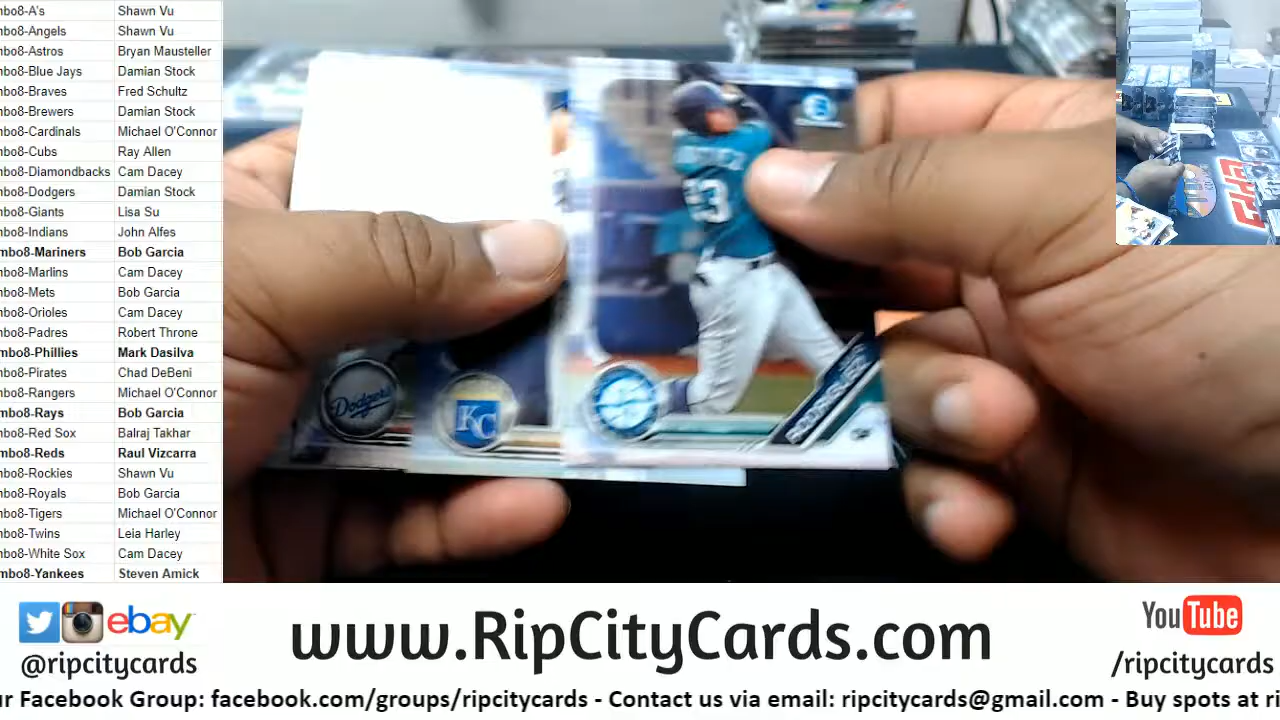 mbo8-A's Shawn Vu
mbo8-Angels Shawn Vu
mbo8-Astros Bryan Mausteller
mbo8-Blue Jays Damian Stock
mbo8-Braves Fred Schultz
mbo8-Brewers Damian Stock
mbo8-Cardinals Michael O'Connor
mbo8-Cubs Ray Allen
mbo8-Diamondbacks Cam Dacey
mbo8-Dodgers Damian Stock
mbo8-Giants Lisa Su
mbo8-Indians John Alfes
mbo8-Mariners Bob Garcia
mbo8-Marlins Cam Dacey
mbo8-Mets Bob Garcia
mbo8-Orioles Cam Dacey
mbo8-Padres Robert Throne
mbo8-Phillies Mark Dasilva
mbo8-Pirates Chad DeBeni
mbo8-Rangers Michael O'Connor
mbo8-Rays Bob Garcia
mbo8-Red Sox Balraj Takhar
mbo8-Reds Raul Vizcarra
mbo8-Rockies Shawn Vu
mbo8-Royals Bob Garcia
mbo8-Tigers Michael O'Connor
mbo8-Twins Leia Harley
mbo8-White Sox Cam Dacey
mbo8-Yankees Steven Amick
23
Dodgers
KC
ebay
@ripcitycards
www.RipCityCards.com
YouTube
/ripcitycards
ur Facebook Group: facebook.com/groups/ripcitycards - Contact us via email: ripcitycards@gmail.com - Buy spots at ri